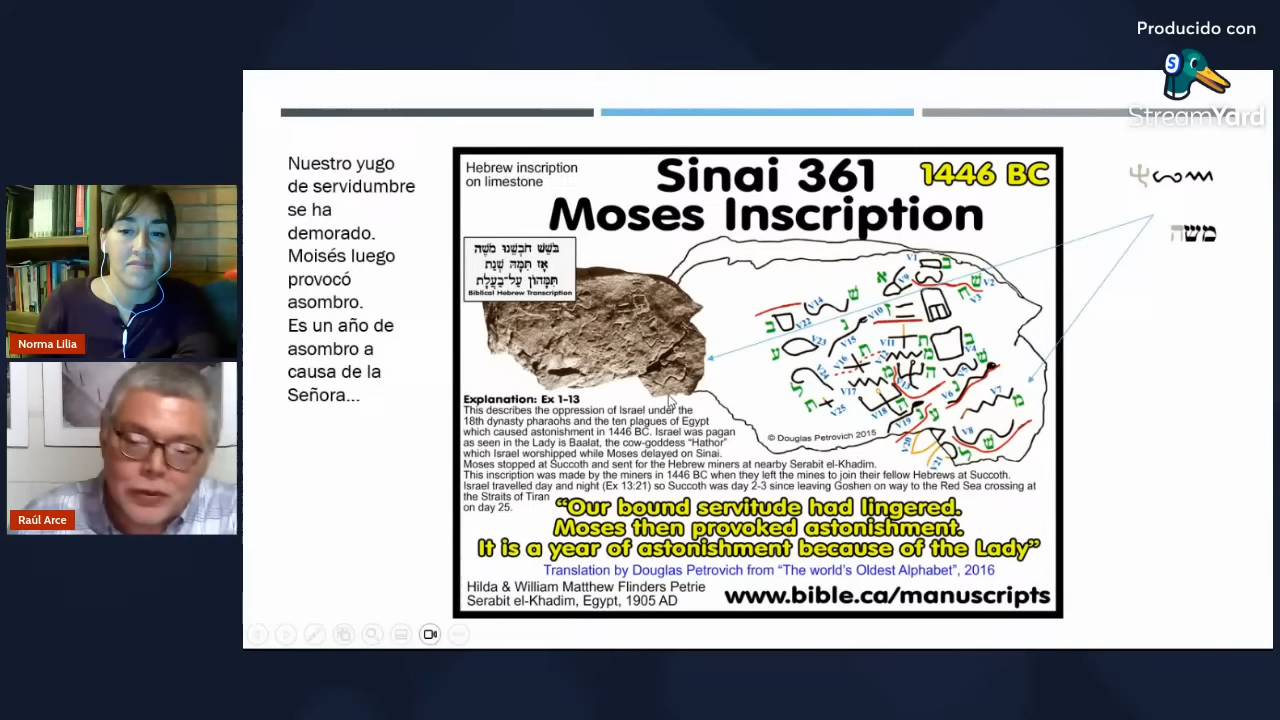 Producido con
StreamYard
Nuestro yugo
de servidumbre
se ha
demorado.
Moisés luego
provocó
asombro.
Es un año de
asombro a
causa de la
Señora...
Hebrew inscription
on limestone
Sinai 361
1446 BC
Moses Inscription
בֹּשֵׁשׁ חֹבְשֵׁנוּ מֹשֶׁה
אָז תִּמָּהּ שְׁנַת
תִּמָּהוֹן עַל־בַּעֲלָת
Biblical Hebrew Transcription
משה
© Douglas Petrovich 2015
Explanation: Ex 1-13
This describes the oppression of Israel under the
18th dynasty pharaohs and the ten plagues of Egypt
which caused astonishment in 1446 BC. Israel was pagan
as seen in the Lady is Baalat, the cow-goddess “Hathor”
which Israel worshipped while Moses delayed on Sinai.
Moses stopped at Succoth and sent for the Hebrew miners at nearby Serabit el-Khadim.
This inscription was made by the miners in 1446 BC when they left the mines to join their fellow Hebrews at Succoth.
Israel travelled day and night (Ex 13:21) so Succoth was day 2-3 since leaving Goshen on way to the Red Sea crossing at
the Straits of Tiran
on day 25.
“Our bound servitude had lingered.
Moses then provoked astonishment.
It is a year of astonishment because of the Lady”
Translation by Douglas Petrovich from “The world's Oldest Alphabet”, 2016
Hilda & William Matthew Flinders Petrie
Serabit el-Khadim, Egypt, 1905 AD
www.bible.ca/manuscripts
Norma Lilia
Raúl Arce